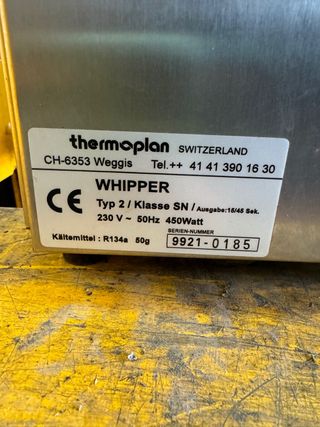 thermoplan SWITZERLAND
CH-6353 Weggis Tel.++ 41 41 390 16 30
CE WHIPPER
Typ 2 / Klasse SN / Ausgabe:15/45 Sek.
230 V ~ 50Hz 450Watt
SERIEN-NUMMER
Kältemittel : R134a 50g 9921-0185